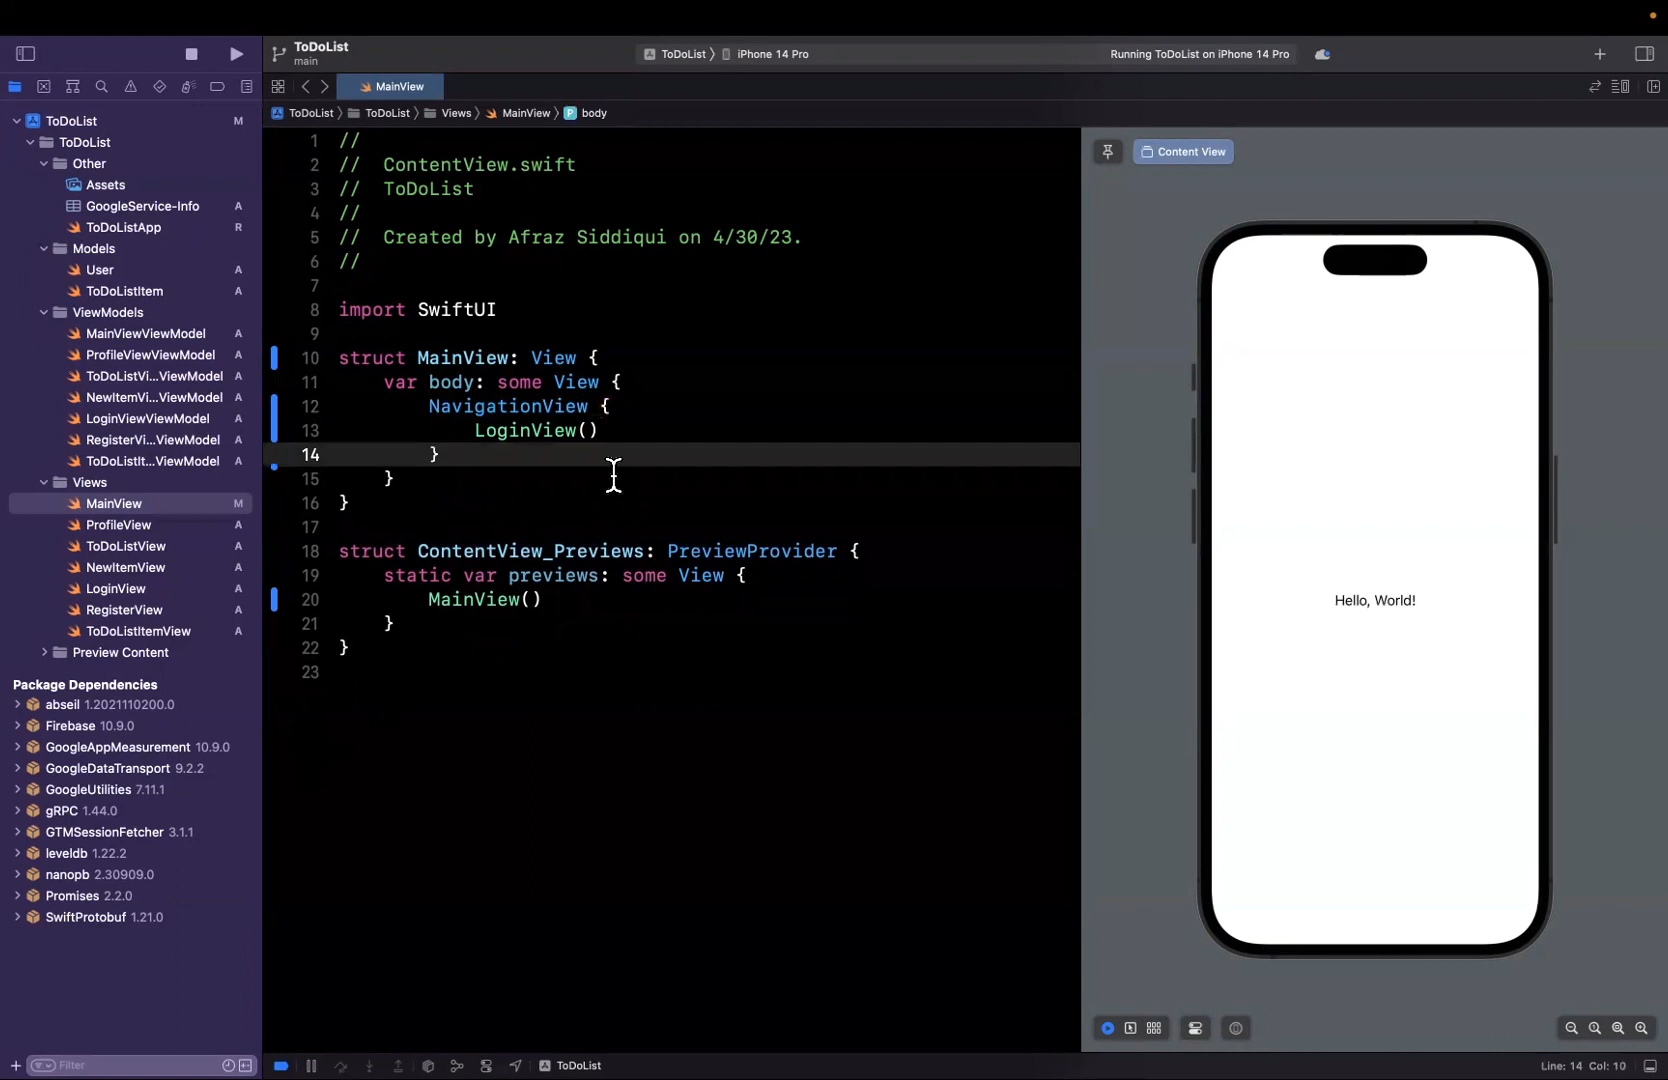 ToDoList
main
ToDoList
iPhone 14 Pro
Running ToDoList on iPhone 14 Pro
MainView
ToDoList
ToDoList
Views
MainView
P
body
ToDoList M
ToDoList
Other
Assets
GoogleService-Info A
ToDoListApp R
Models
User A
ToDoListItem A
ViewModels
MainViewViewModel A
ProfileViewViewModel A
ToDoListVi...ViewModel A
NewItemVi...ViewModel A
LoginViewViewModel A
RegisterVi...ViewModel A
ToDoListIt...ViewModel A
Views
MainView M
ProfileView A
ToDoListView A
NewItemView A
LoginView A
RegisterView A
ToDoListItemView A
Preview Content
Package Dependencies
abseil 1.2021110200.0
Firebase 10.9.0
GoogleAppMeasurement 10.9.0
GoogleDataTransport 9.2.2
GoogleUtilities 7.11.1
gRPC 1.44.0
GTMSessionFetcher 3.1.1
leveldb 1.22.2
nanopb 2.30909.0
Promises 2.2.0
SwiftProtobuf 1.21.0
Filter
1 //
2 //  ContentView.swift
3 //  ToDoList
4 //
5 //  Created by Afraz Siddiqui on 4/30/23.
6 //
7
8 import SwiftUI
9
10 struct MainView: View {
11     var body: some View {
12         NavigationView {
13             LoginView()
14         }
15     }
16 }
17
18 struct ContentView_Previews: PreviewProvider {
19     static var previews: some View {
20         MainView()
21     }
22 }
23
Content View
Hello, World!
ToDoList
Line: 14 Col: 10